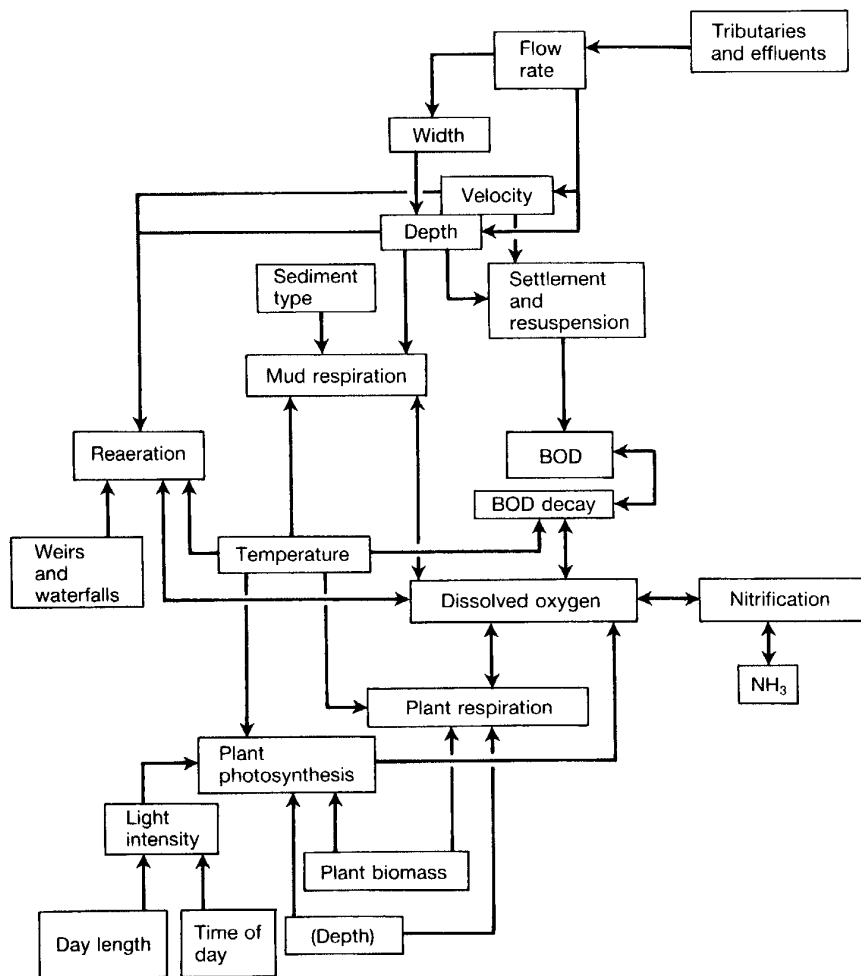 Tributaries
and effluents
Flow
rate
Width
Velocity
Depth
Sediment
type
Settlement
and
resuspension
Mud respiration
Reaeration
BOD
BOD decay
Weirs
and
waterfalls
Temperature
Dissolved oxygen
Nitrification
NH₃
Plant respiration
Plant
photosynthesis
Light
intensity
Plant biomass
Day length
Time of
day
(Depth)